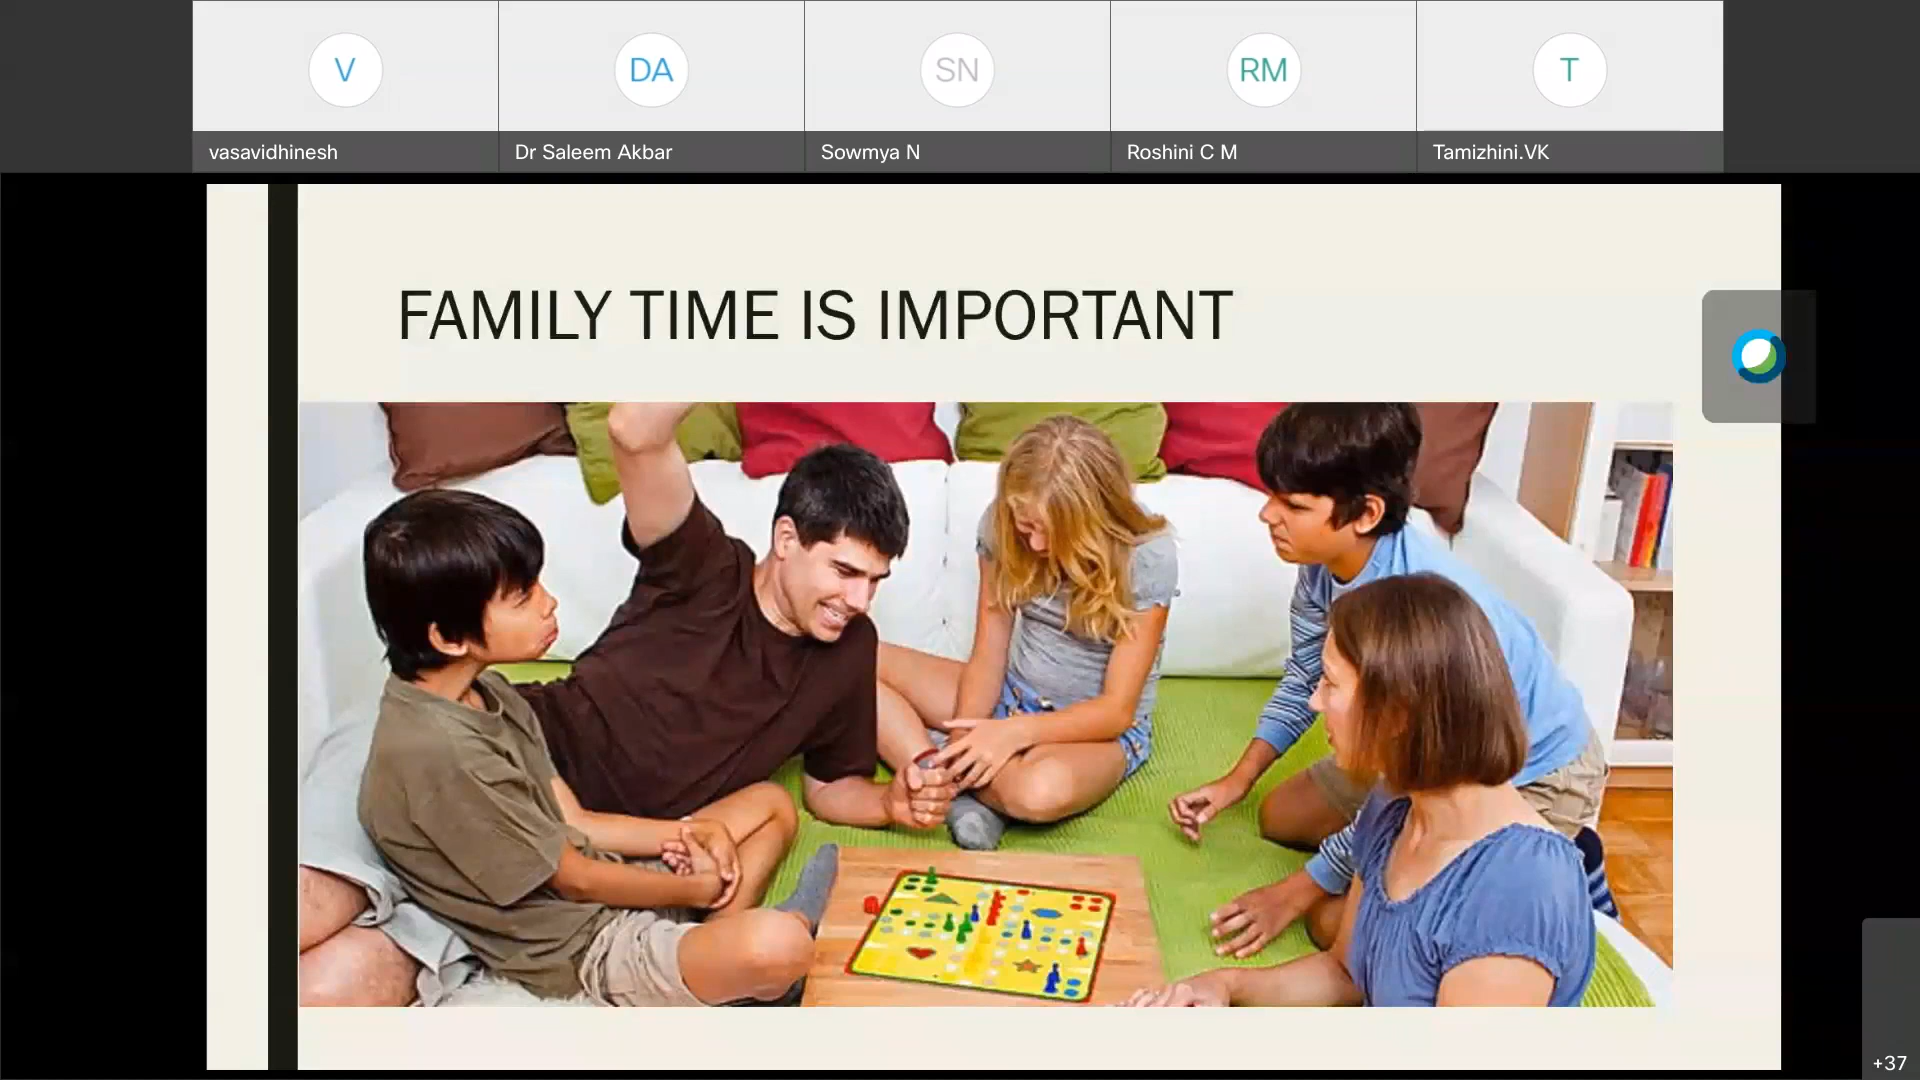 V
DA
SN
RM
T
vasavidhinesh
Dr Saleem Akbar
Sowmya N
Roshini C M
Tamizhini.VK
FAMILY TIME IS IMPORTANT
+37